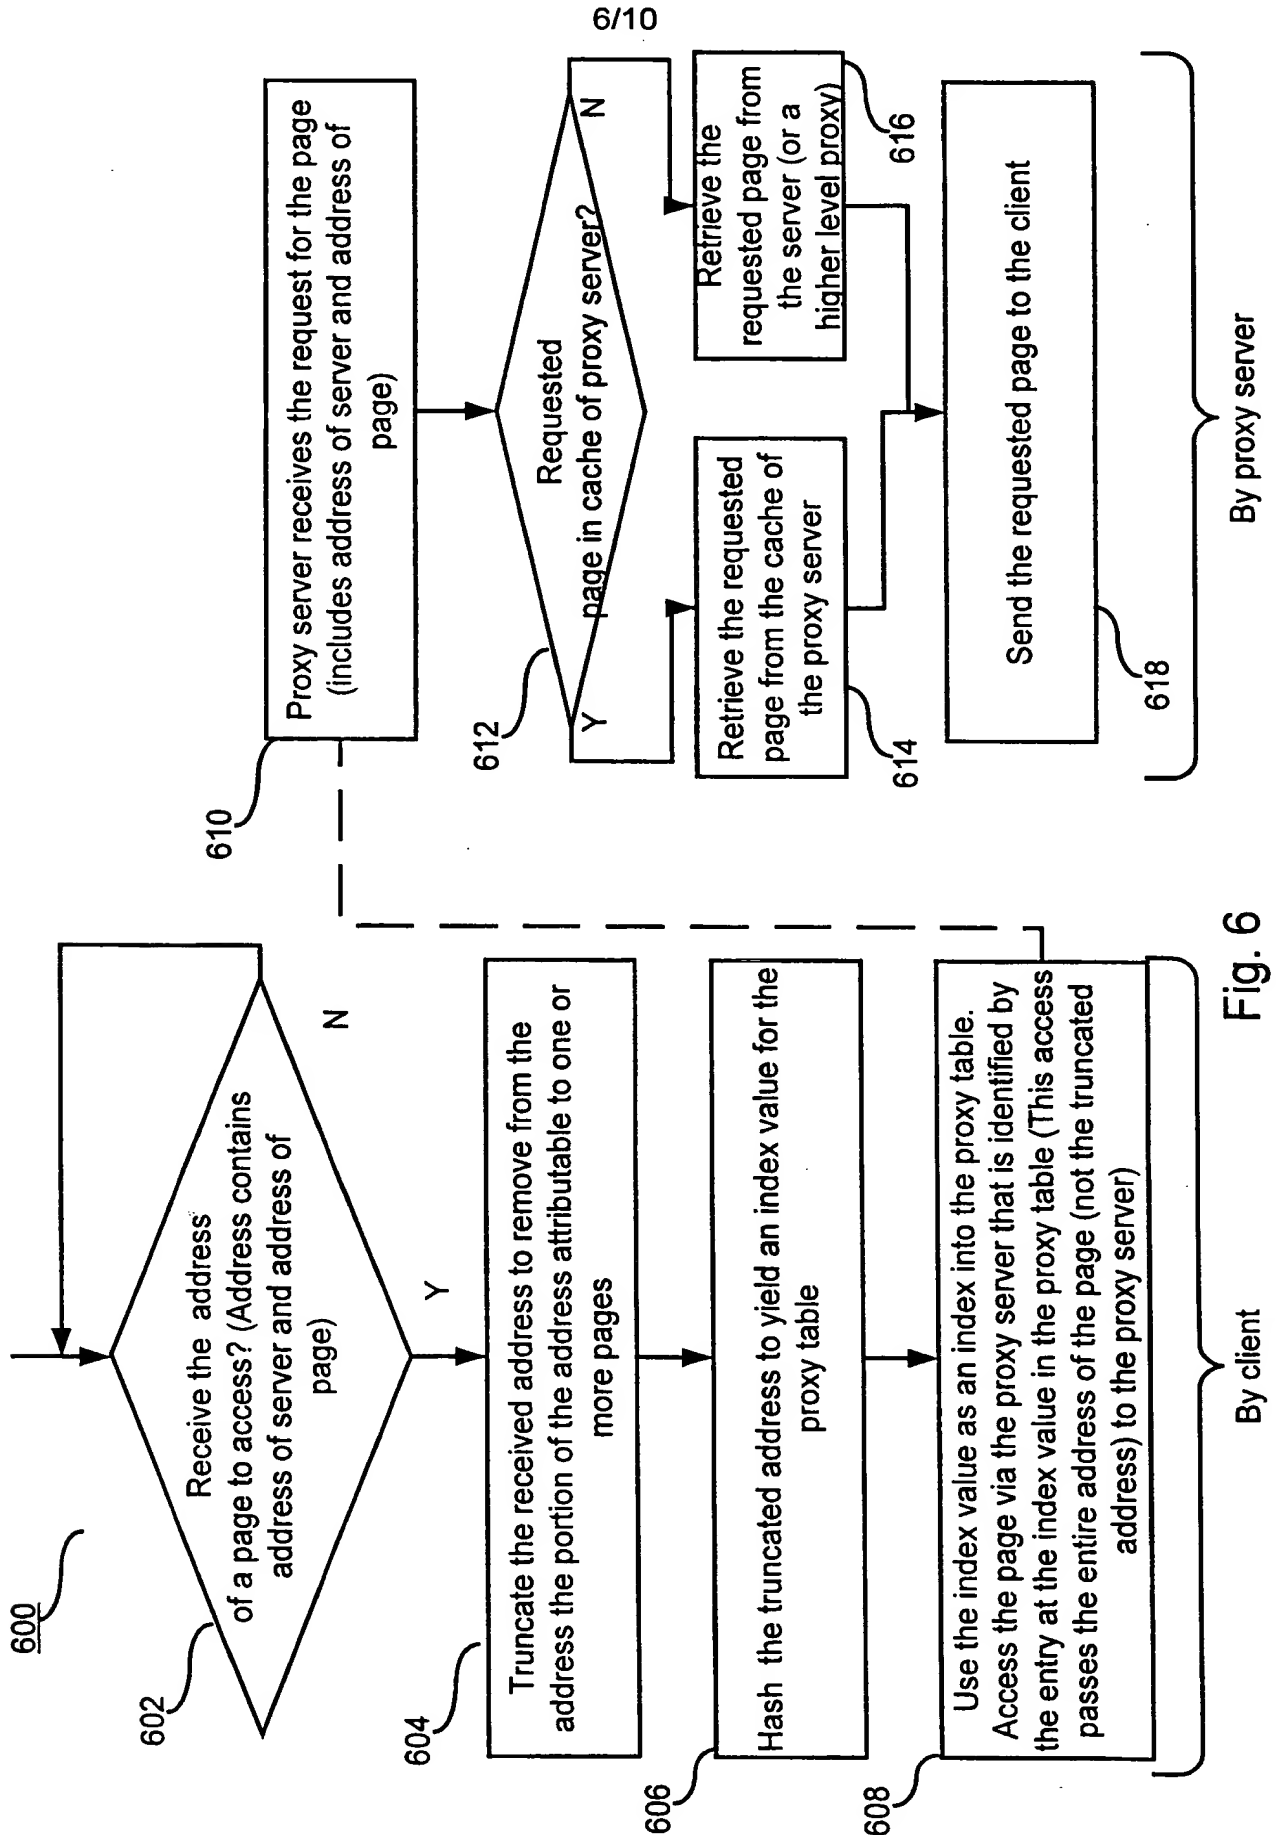 6/10
600
602
Receive the address
of a page to access? (Address contains
address of server and address of
page)
N
Y
604
Truncate the received address to remove from the
address the portion of the address attributable to one or
more pages
606
Hash the truncated address to yield an index value for the
proxy table
608
Use the index value as an index into the proxy table.
Access the page via the proxy server that is identified by
the entry at the index value in the proxy table (This access
passes the entire address of the page (not the truncated
address) to the proxy server)
By client
610
Proxy server receives the request for the page
(includes address of server and address of
page)
612
Requested
page in cache of proxy server?
Y
N
Retrieve the requested
page from the cache of
the proxy server
614
Retrieve the
requested page from
the server (or a
higher level proxy)
616
Send the requested page to the client
618
By proxy server
Fig. 6